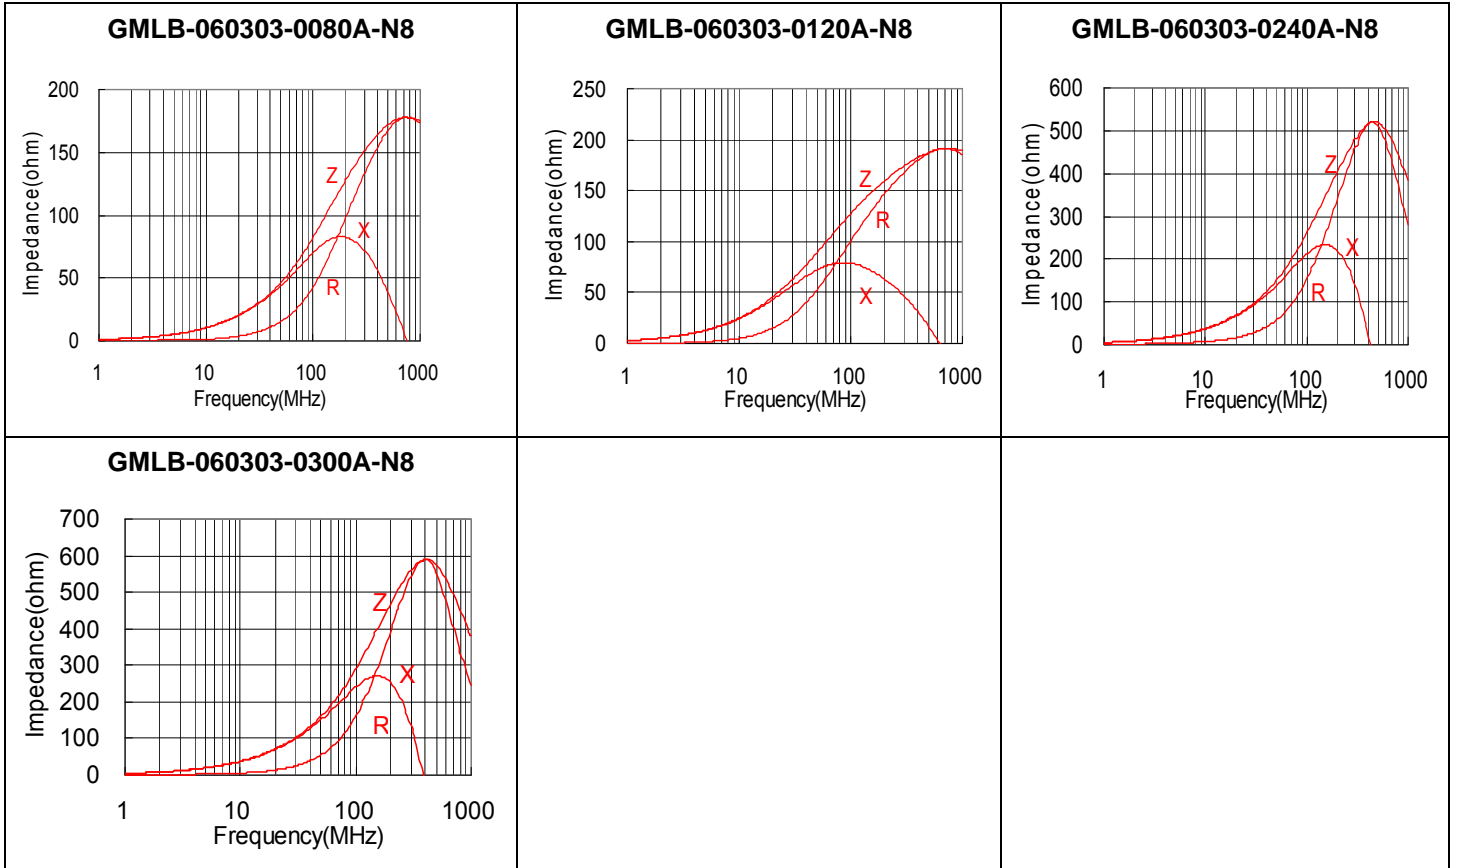 GMLB-060303-0080A-N8
Impedance(ohm)
200
150
100
50
0
Z
X
R
1 10 100 1000
Frequency(MHz)
GMLB-060303-0120A-N8
Impedance(ohm)
250
200
150
100
50
0
Z
R
X
1 10 100 1000
Frequency(MHz)
GMLB-060303-0240A-N8
Impedance(ohm)
600
500
400
300
200
100
0
Z
X
R
1 10 100 1000
Frequency(MHz)
GMLB-060303-0300A-N8
Impedance(ohm)
700
600
500
400
300
200
100
0
Z
X
R
1 10 100 1000
Frequency(MHz)